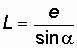 L = e / sin α